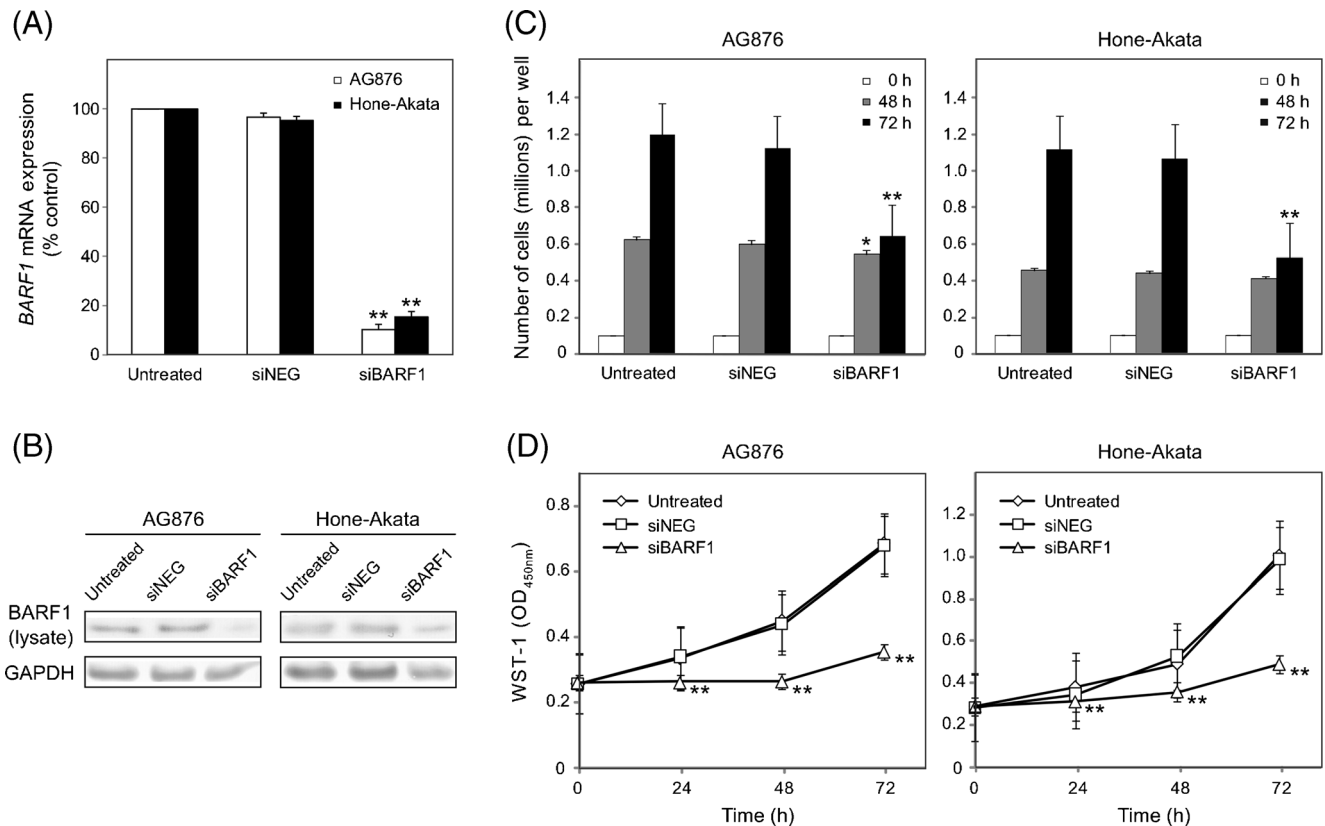 (A)
BARF1 mRNA expression
(% control)
100
80
60
40
20
0
AG876
Hone-Akata
**
**
Untreated
siNEG
siBARF1
(B)
AG876
Hone-Akata
Untreated
siNEG
siBARF1
Untreated
siNEG
siBARF1
BARF1
(lysate)
GAPDH
(C)
AG876
Number of cells (millions) per well
1.4
1.2
1.0
0.8
0.6
0.4
0.2
0
0 h
48 h
72 h
*
**
Untreated
siNEG
siBARF1
Hone-Akata
1.4
1.2
1.0
0.8
0.6
0.4
0.2
0
0 h
48 h
72 h
**
Untreated
siNEG
siBARF1
(D)
AG876
WST-1 (OD450nm)
0.8
0.6
0.4
0.2
0
Untreated
siNEG
siBARF1
**
**
**
0
24
48
72
Time (h)
Hone-Akata
1.2
1.0
0.8
0.6
0.4
0.2
0
Untreated
siNEG
siBARF1
**
**
**
0
24
48
72
Time (h)